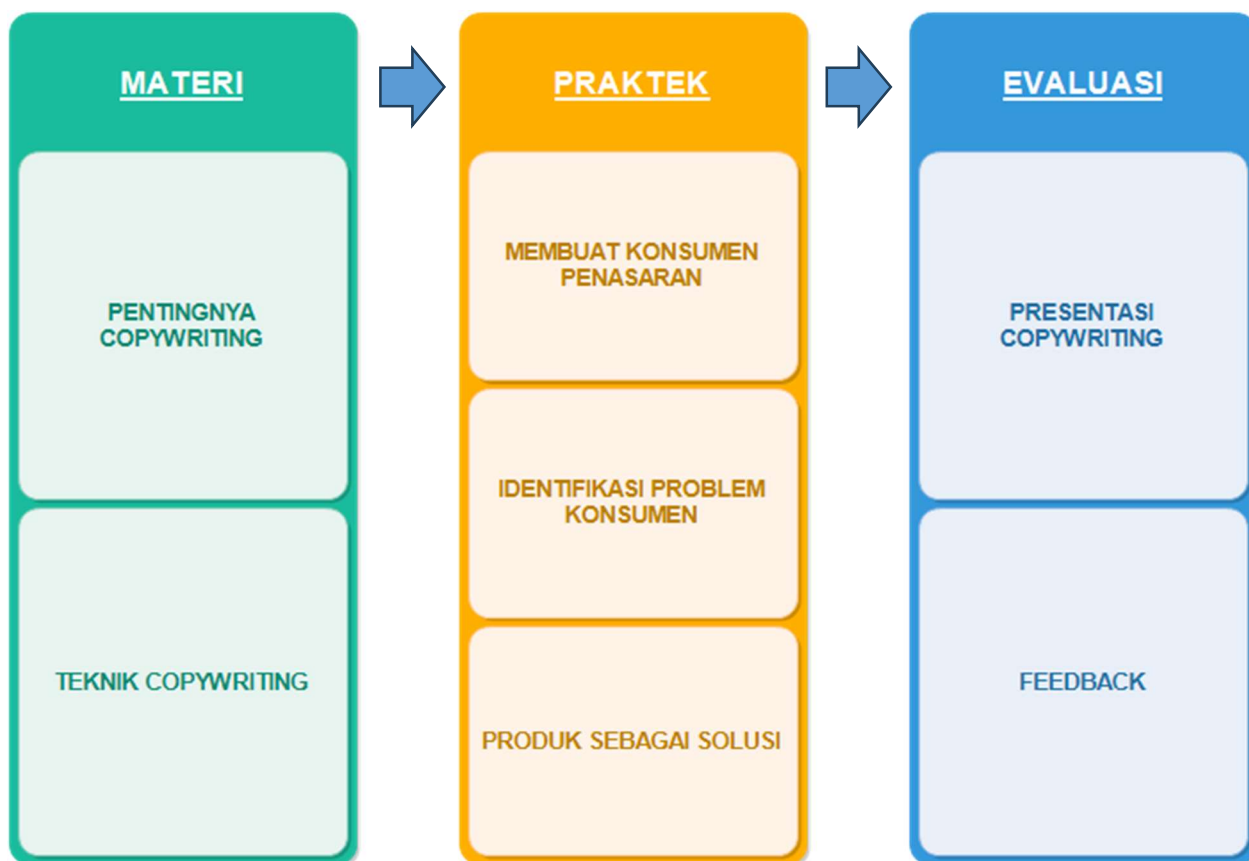 MATERI
PENTINGNYA
COPYWRITING
TEKNIK COPYWRITING
PRAKTEK
MEMBUAT KONSUMEN
PENASARAN
IDENTIFIKASI PROBLEM
KONSUMEN
PRODUK SEBAGAI SOLUSI
EVALUASI
PRESENTASI
COPYWRITING
FEEDBACK